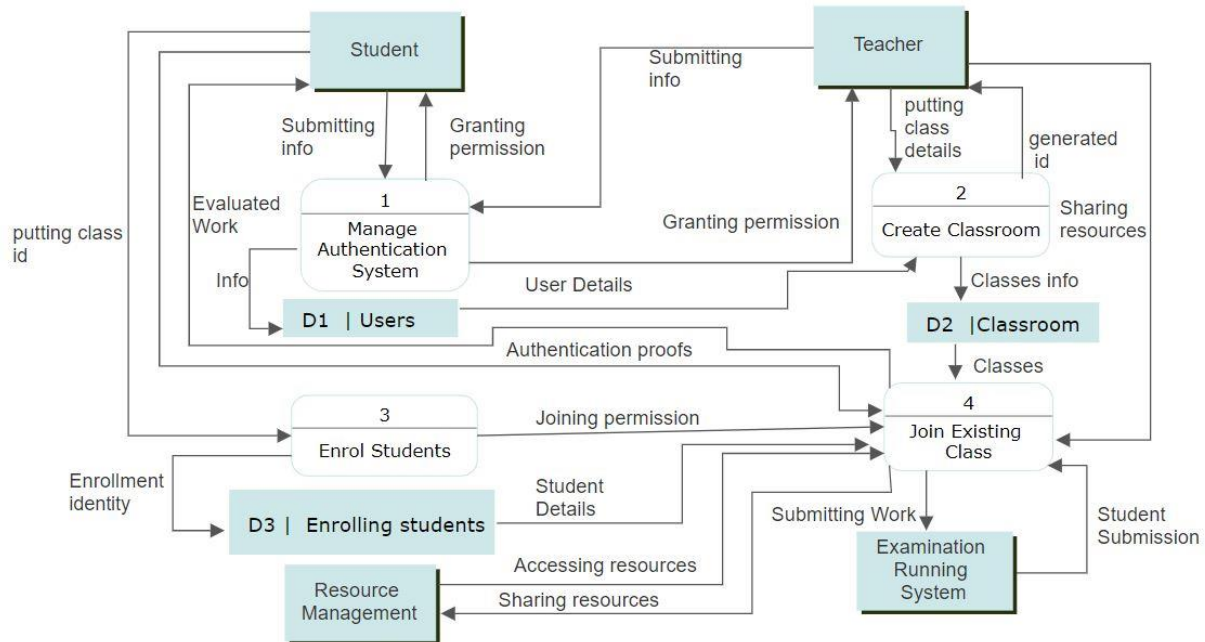 Student
Teacher
Submitting
info
Submitting
info
Granting
permission
putting
class
details
generated
id
1
Manage
Authentication
System
2
Create Classroom
Evaluated
Work
Sharing
resources
putting class
id
Granting permission
Info
User Details
Classes info
D1 | Users
D2 |Classroom
Authentication proofs
Classes
3
Enrol Students
Joining permission
4
Join Existing
Class
Enrollment
identity
Student
Details
D3 | Enrolling students
Submitting Work
Student
Submission
Examination
Running
System
Accessing resources
Resource
Management
Sharing resources